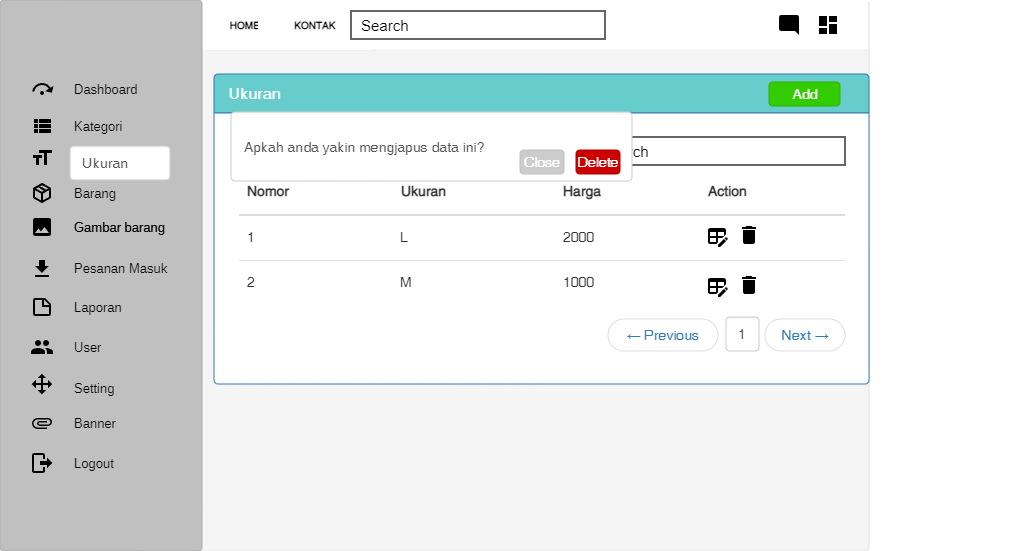 HOME KONTAK Search
Dashboard
Kategori
Ukuran
Barang
Gambar barang
Pesanan Masuk
Laporan
User
Setting
Banner
Logout
Ukuran Add
Apkah anda yakin mengjapus data ini?
Close Delete
ch
Nomor Ukuran Harga Action
1 L 2000
2 M 1000
← Previous 1 Next →